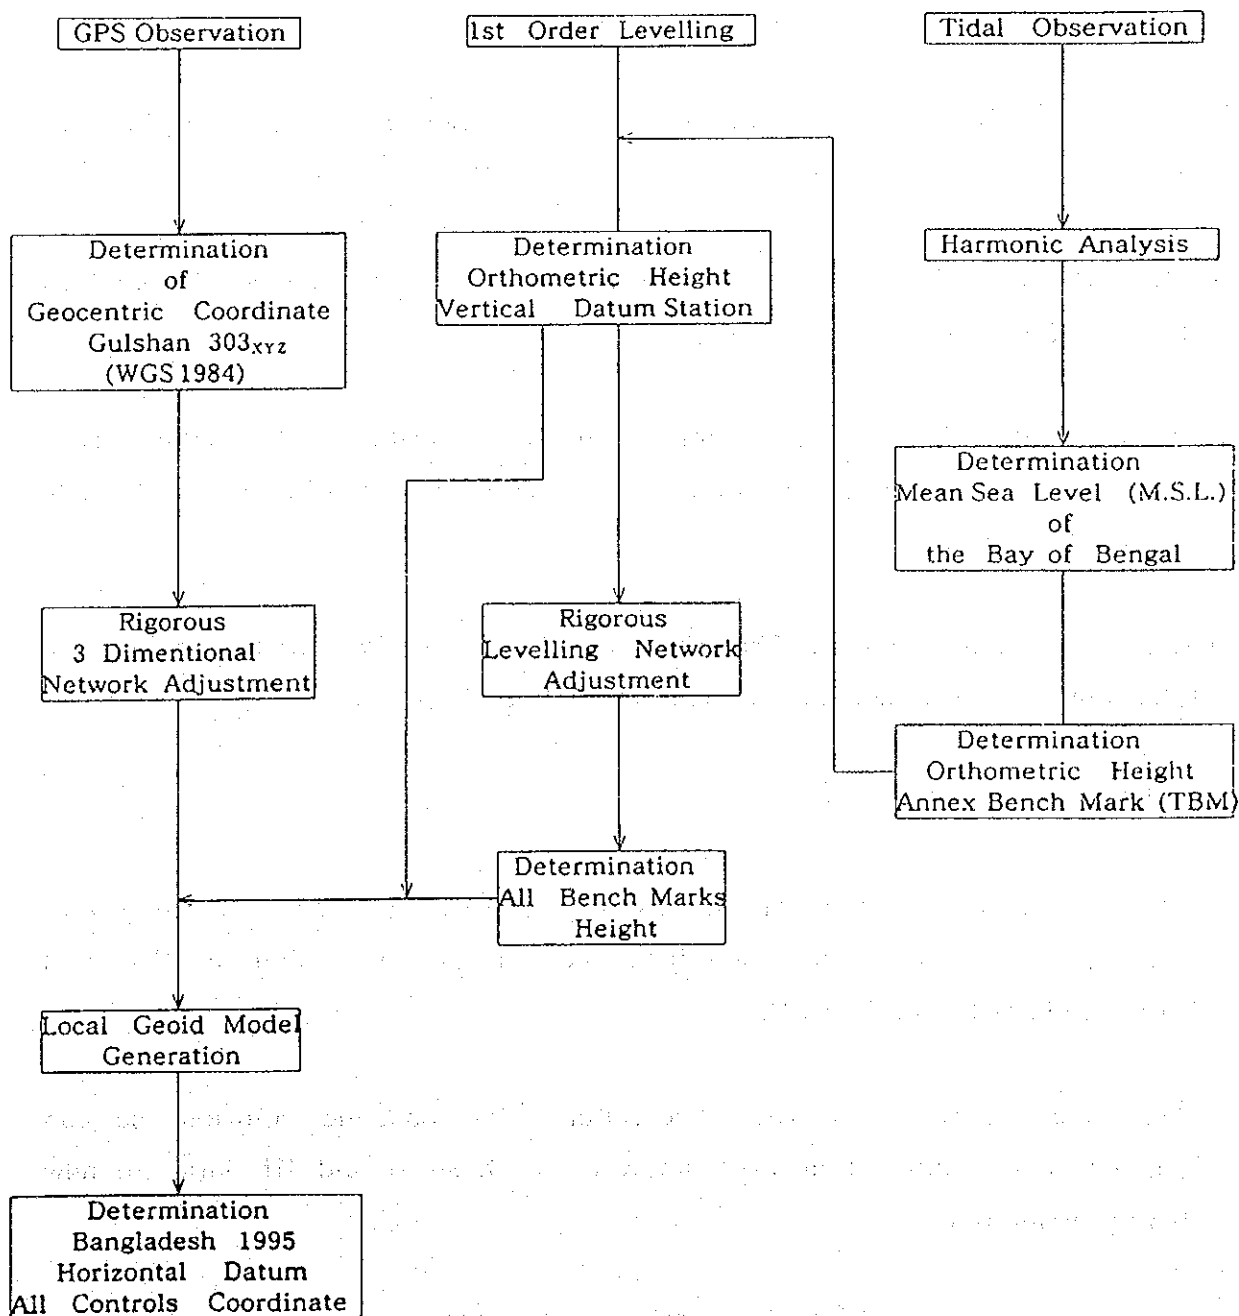 GPS Observation
1st Order Levelling
Tidal Observation
Determination
of
Geocentric Coordinate
Gulshan 303XYZ
(WGS 1984)
Determination
Orthometric Height
Vertical Datum Station
Harmonic Analysis
Determination
Mean Sea Level (M.S.L.)
of
the Bay of Bengal
Rigorous
3 Dimentional
Network Adjustment
Rigorous
Levelling Network
Adjustment
Determination
Orthometric Height
Annex Bench Mark (TBM)
Determination
All Bench Marks
Height
Local Geoid Model
Generation
Determination
Bangladesh 1995
Horizontal Datum
All Controls Coordinate